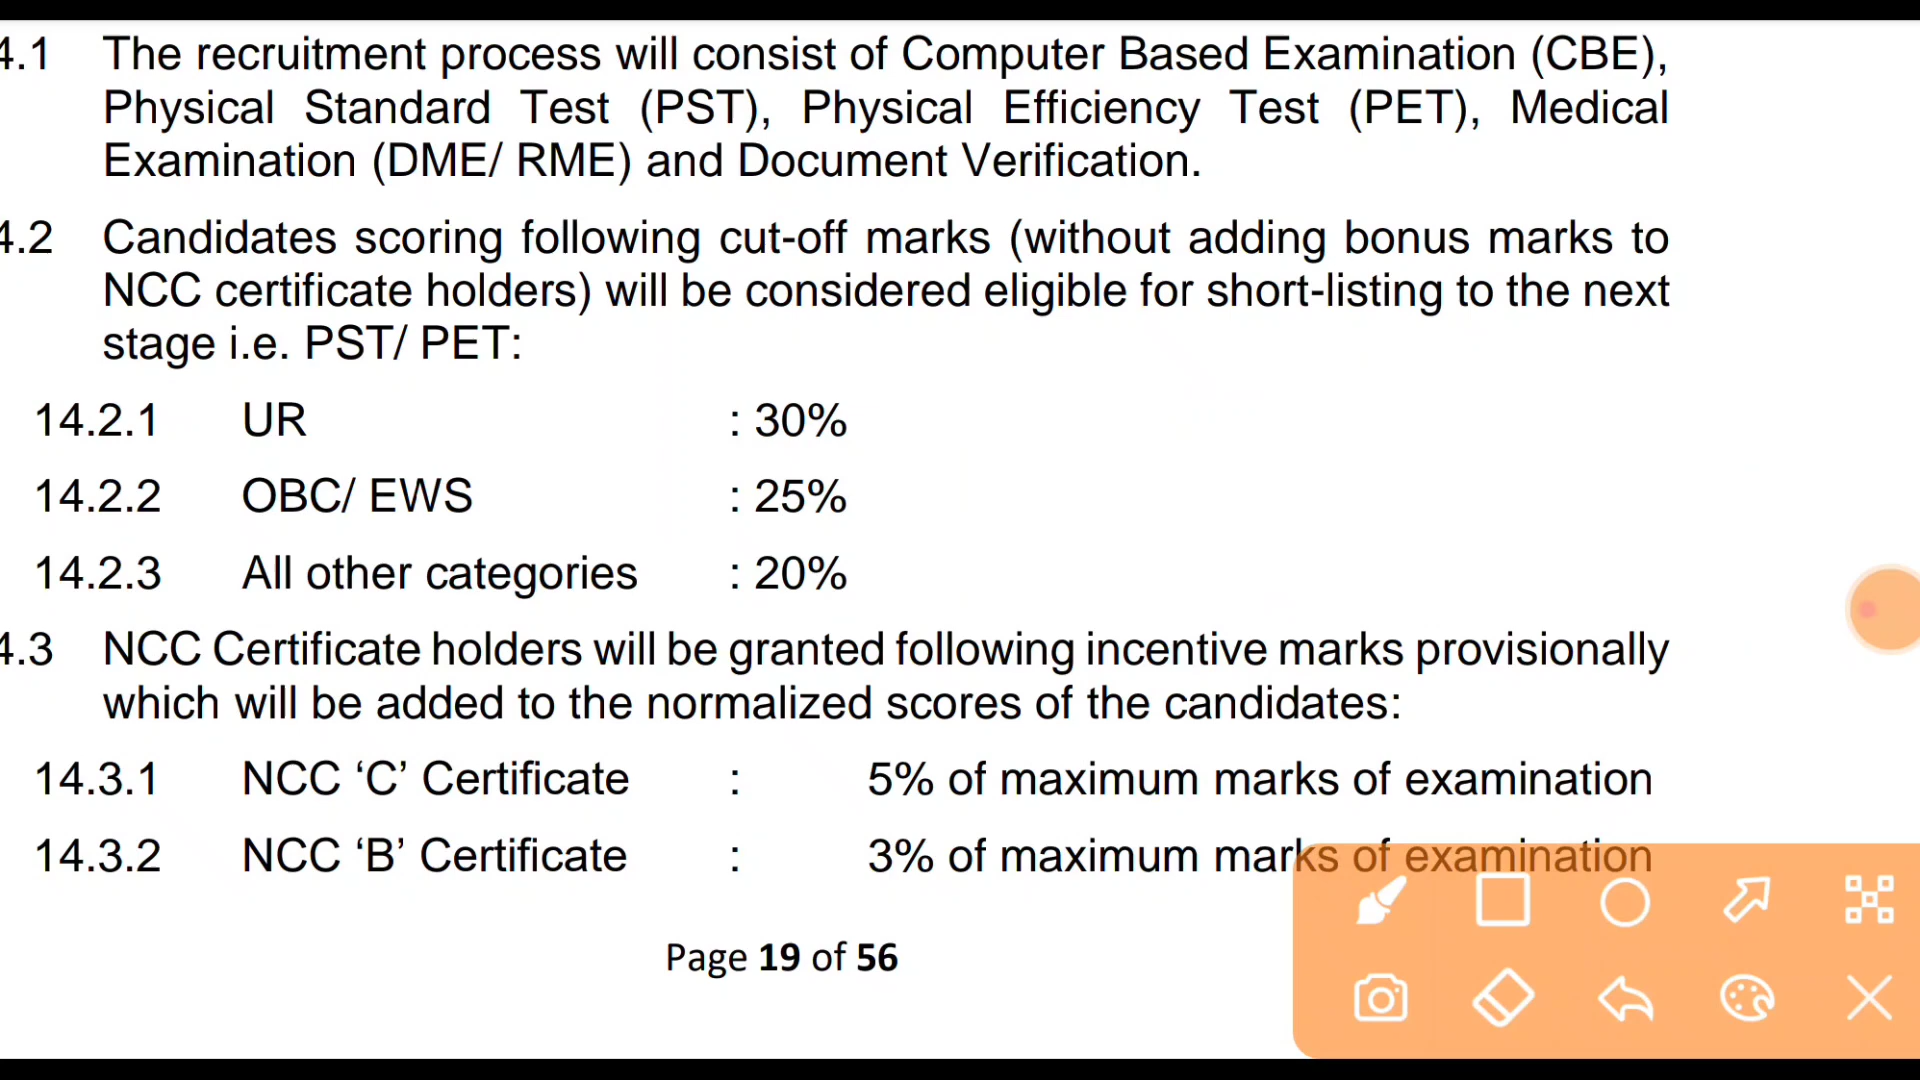 4.1 The recruitment process will consist of Computer Based Examination (CBE),
Physical Standard Test (PST), Physical Efficiency Test (PET), Medical
Examination (DME/ RME) and Document Verification.
4.2 Candidates scoring following cut-off marks (without adding bonus marks to
NCC certificate holders) will be considered eligible for short-listing to the next
stage i.e. PST/ PET:
14.2.1 UR : 30%
14.2.2 OBC/ EWS : 25%
14.2.3 All other categories : 20%
4.3 NCC Certificate holders will be granted following incentive marks provisionally
which will be added to the normalized scores of the candidates:
14.3.1 NCC ‘C’ Certificate : 5% of maximum marks of examination
14.3.2 NCC ‘B’ Certificate : 3% of maximum marks of examination
Page 19 of 56